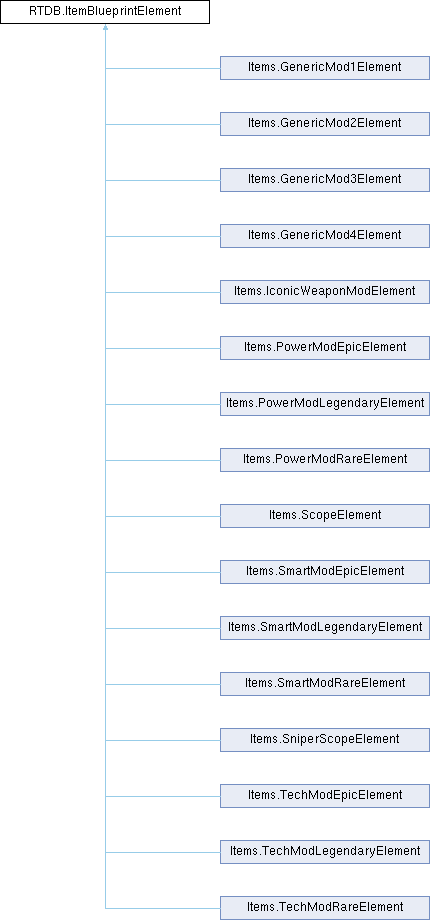 RTDB.ItemBlueprintElement
Items.GenericMod1Element
Items.GenericMod2Element
Items.GenericMod3Element
Items.GenericMod4Element
Items.IconicWeaponModElement
Items.PowerModEpicElement
Items.PowerModLegendaryElement
Items.PowerModRareElement
Items.ScopeElement
Items.SmartModEpicElement
Items.SmartModLegendaryElement
Items.SmartModRareElement
Items.SniperScopeElement
Items.TechModEpicElement
Items.TechModLegendaryElement
Items.TechModRareElement